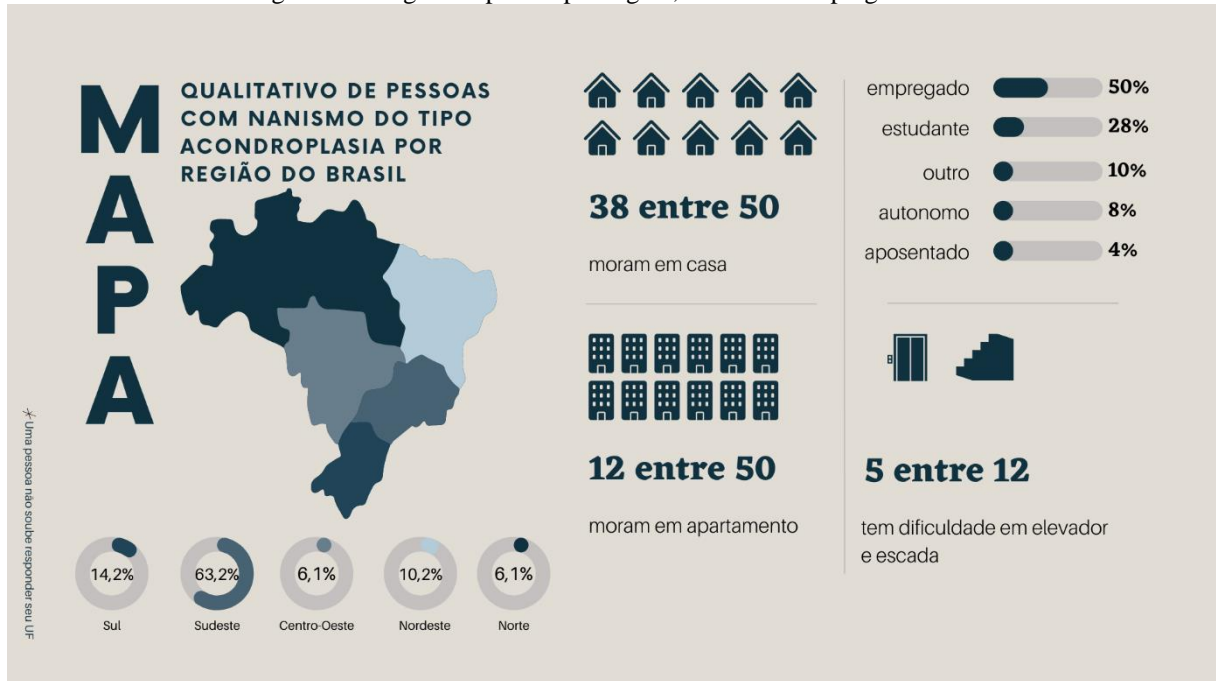 MAPA
QUALITATIVO DE PESSOAS
COM NANISMO DO TIPO
ACONDROPLASIA POR
REGIÃO DO BRASIL
14,2%
Sul
63,2%
Sudeste
6,1%
Centro-Oeste
10,2%
Nordeste
6,1%
Norte
*Uma pessoa não soube responder seu UF
38 entre 50
moram em casa
12 entre 50
moram em apartamento
empregado 50%
estudante 28%
outro 10%
autonomo 8%
aposentado 4%
5 entre 12
tem dificuldade em elevador
e escada